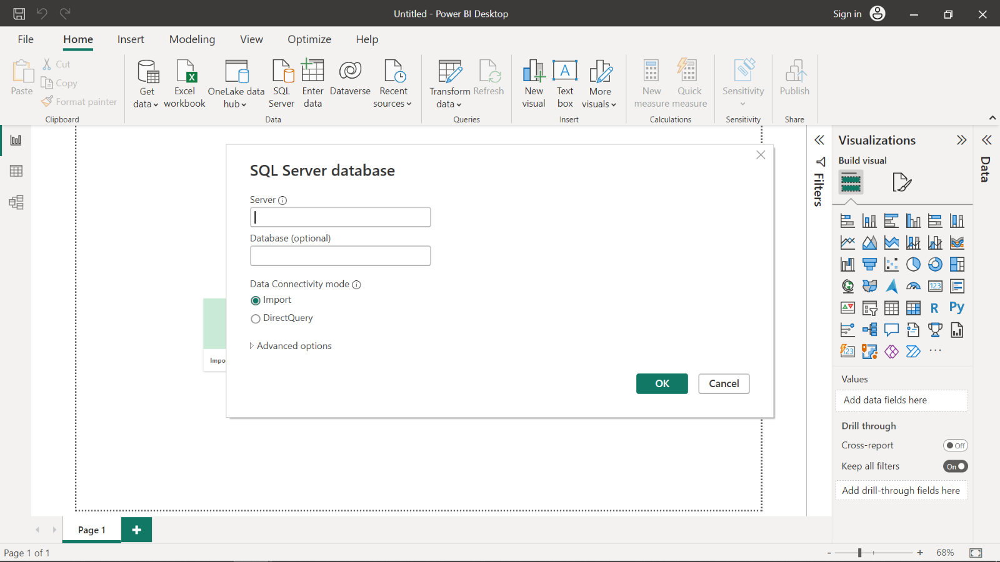 Untitled - Power BI Desktop
Sign in
File Home Insert Modeling View Optimize Help
Paste
Cut
Copy
Format painter
Clipboard
Get data
Excel workbook
OneLake data hub
SQL Server
Enter data
Dataverse
Recent sources
Data
Transform data
Refresh
Queries
New visual
Text box
More visuals
Insert
New measure
Quick measure
Calculations
Sensitivity
Sensitivity
Publish
Share
SQL Server database
Server
Database (optional)
Data Connectivity mode
Import
DirectQuery
Advanced options
OK
Cancel
Impo
Filters
Visualizations
Build visual
123
R
Py
123
Values
Add data fields here
Drill through
Cross-report
Off
Keep all filters
On
Add drill-through fields here
Data
Page 1
Page 1 of 1
- + 68%